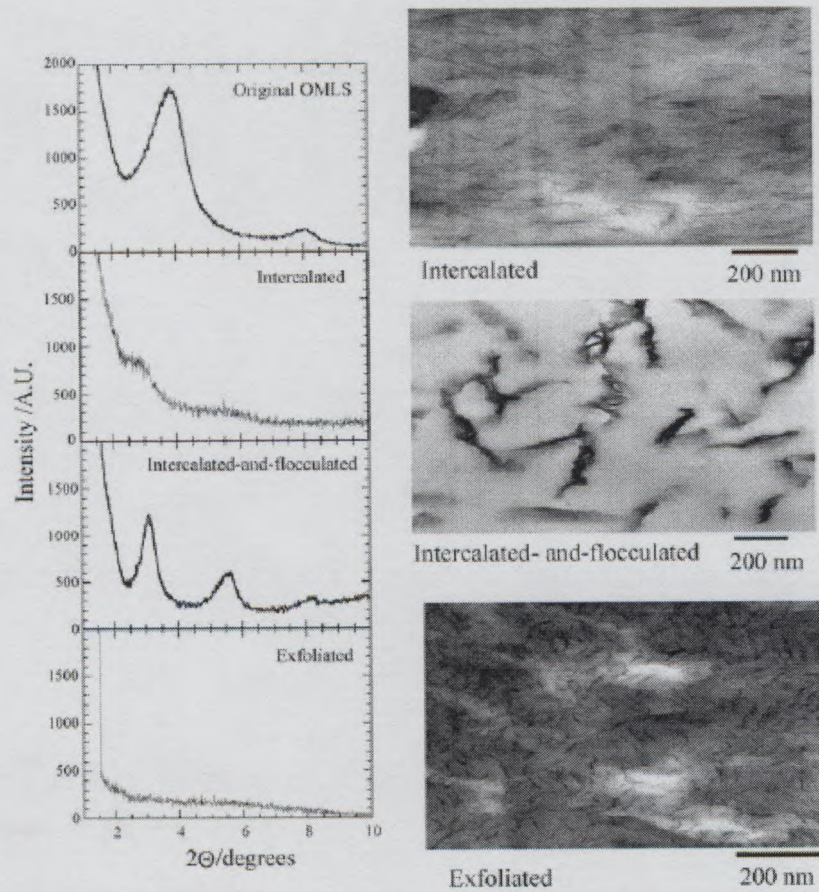 2000
1500
1000
500
0
Original OMLS
1500
1000
500
0
Intercalated
1500
1000
500
0
Intercalated-and-flocculated
1500
1000
500
0
Exfoliated
2 4 6 8 10
2Θ/degrees
Intensity /A.U.
Intercalated
200 nm
Intercalated- and-flocculated
200 nm
Exfoliated
200 nm